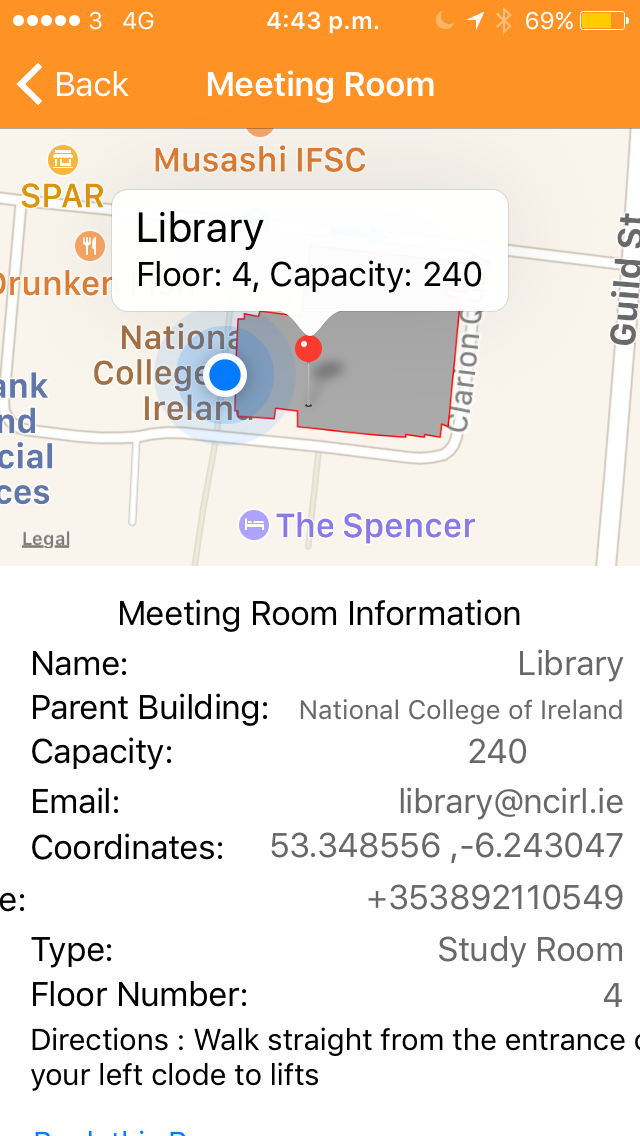 3 4G 4:43 p.m. 69%
Back Meeting Room
Musashi IFSC
SPAR
Library
Floor: 4, Capacity: 240
Drunken
Guild St
National
College
Ireland
Clarion
ank
nd
cial
ces
The Spencer
Legal
Meeting Room Information
Name: Library
Parent Building: National College of Ireland
Capacity: 240
Email: library@ncirl.ie
Coordinates: 53.348556 ,-6.243047
e: +353892110549
Type: Study Room
Floor Number: 4
Directions : Walk straight from the entrance
your left clode to lifts